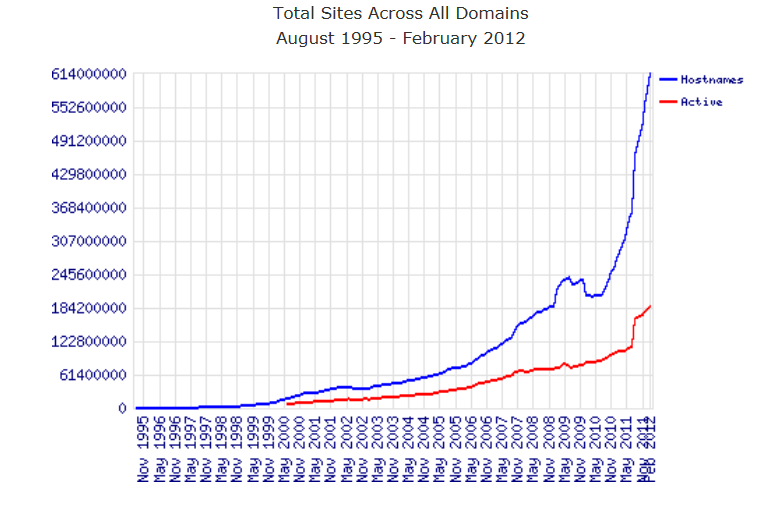 Total Sites Across All Domains
August 1995 - February 2012
614000000
552600000
491200000
429800000
368400000
307000000
245600000
184200000
122800000
61400000
0
Hostnames
Active
Nov 1995
May 1996
Nov 1996
May 1997
Nov 1997
May 1998
Nov 1998
May 1999
Nov 1999
May 2000
Nov 2000
May 2001
Nov 2001
May 2002
Nov 2002
May 2003
Nov 2003
May 2004
Nov 2004
May 2005
Nov 2005
May 2006
Nov 2006
May 2007
Nov 2007
May 2008
Nov 2008
May 2009
Nov 2009
May 2010
Nov 2010
May 2011
Nov 2011
Feb 2012